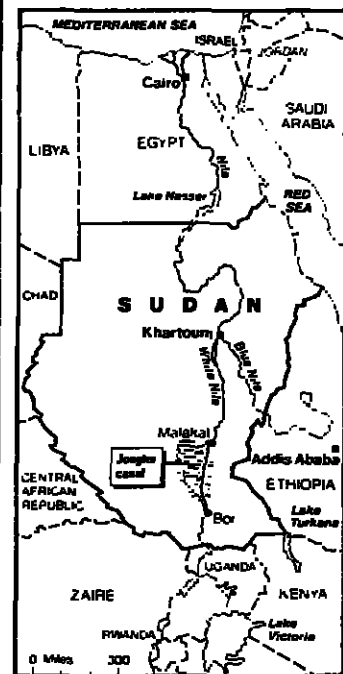 MEDITERRANEAN SEA
ISRAEL
JORDAN
Cairo
SAUDI
ARABIA
LIBYA
EGYPT
Nile
Lake Nasser
RED
SEA
CHAD
SUDAN
Khartoum
White Nile
Blue Nile
Malakal
Jonglei
canal
Addis Ababa
CENTRAL
AFRICAN
REPUBLIC
ETHIOPIA
Bor
Lake
Turkana
UGANDA
ZAIRE
KENYA
RWANDA
Lake
Victoria
0 Miles 300